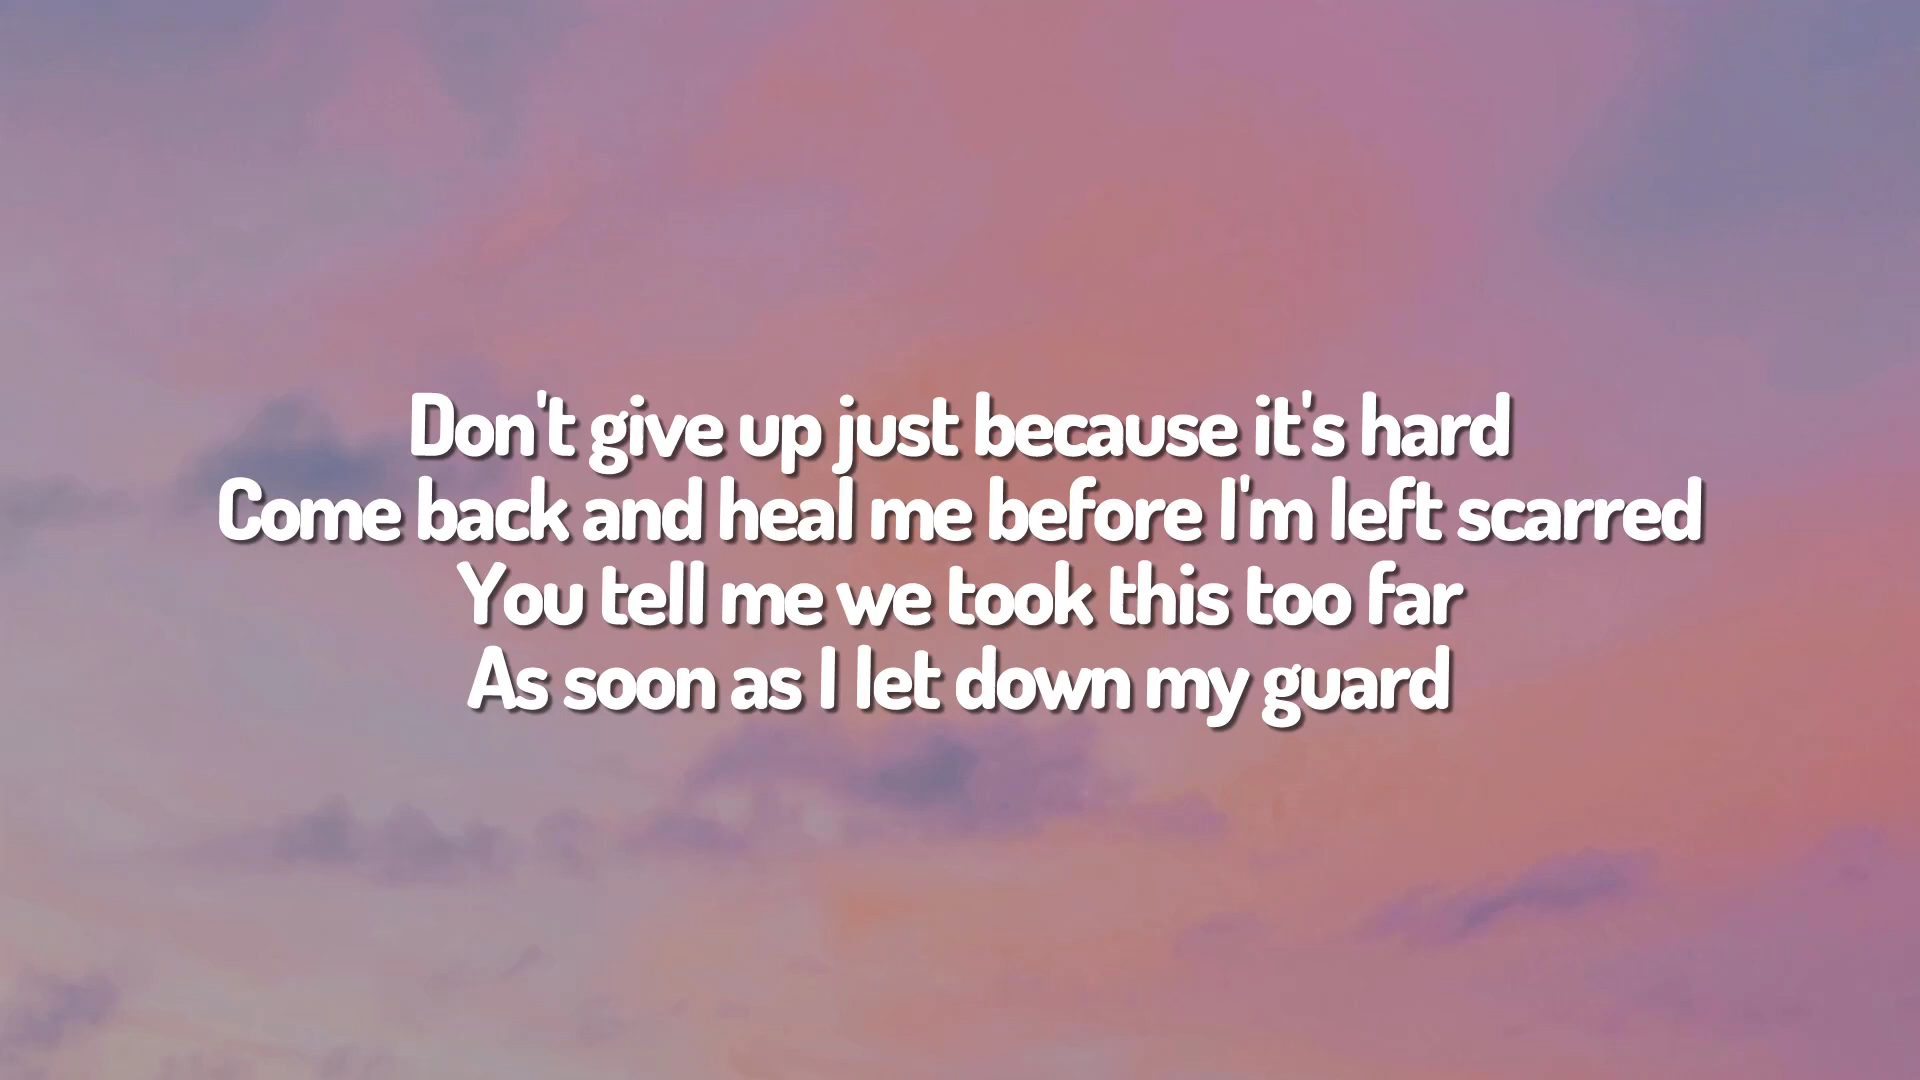 Don't give up just because it's hard
Come back and heal me before I'm left scarred
You tell me we took this too far
As soon as I let down my guard